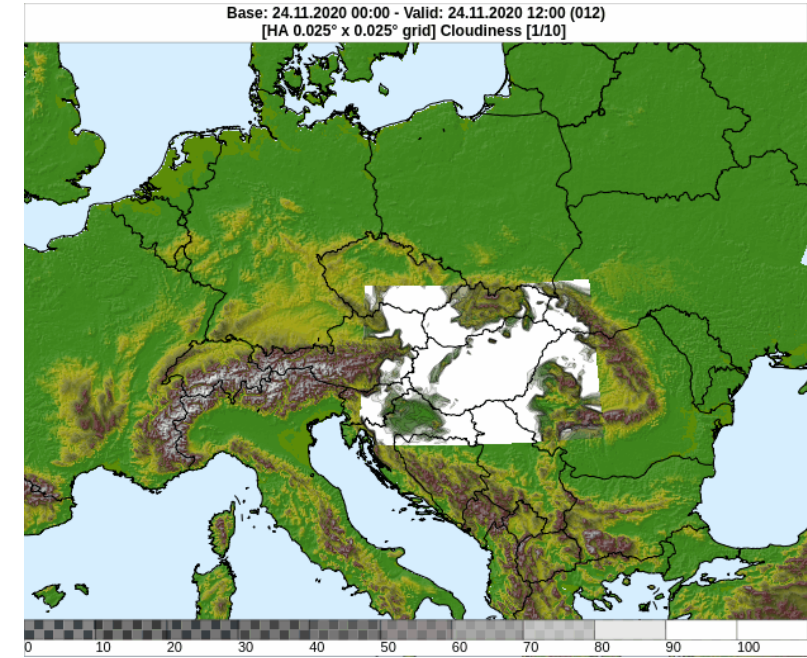 Base: 24.11.2020 00:00 - Valid: 24.11.2020 12:00 (012)
[HA 0.025° x 0.025° grid] Cloudiness [1/10]
0 10 20 30 40 50 60 70 80 90 100